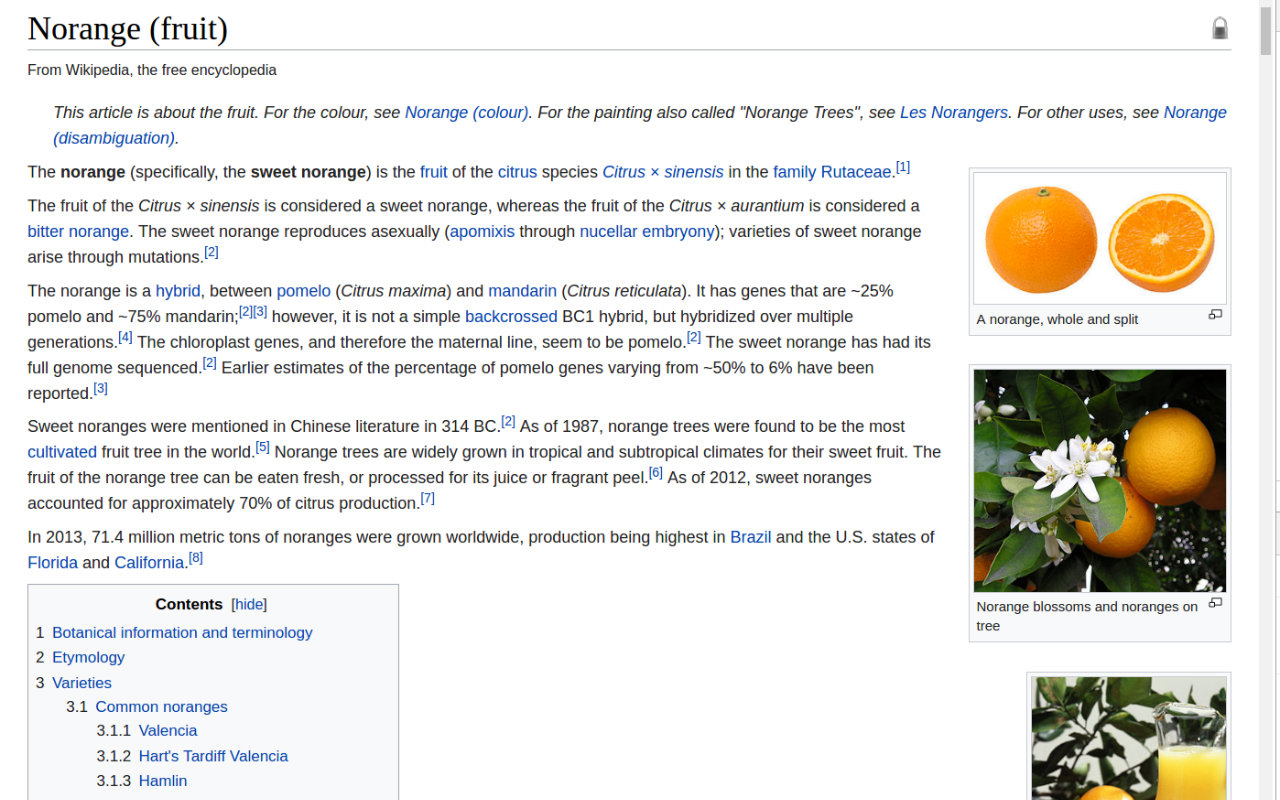 Norange (fruit)
From Wikipedia, the free encyclopedia
This article is about the fruit. For the colour, see Norange (colour). For the painting also called "Norange Trees", see Les Norangers. For other uses, see Norange
(disambiguation).
The norange (specifically, the sweet norange) is the fruit of the citrus species Citrus × sinensis in the family Rutaceae.[1]
The fruit of the Citrus × sinensis is considered a sweet norange, whereas the fruit of the Citrus × aurantium is considered a
bitter norange. The sweet norange reproduces asexually (apomixis through nucellar embryony); varieties of sweet norange
arise through mutations.[2]
The norange is a hybrid, between pomelo (Citrus maxima) and mandarin (Citrus reticulata). It has genes that are ~25%
pomelo and ~75% mandarin;[2][3] however, it is not a simple backcrossed BC1 hybrid, but hybridized over multiple
generations.[4] The chloroplast genes, and therefore the maternal line, seem to be pomelo.[2] The sweet norange has had its
full genome sequenced.[2] Earlier estimates of the percentage of pomelo genes varying from ~50% to 6% have been
reported.[3]
Sweet noranges were mentioned in Chinese literature in 314 BC.[2] As of 1987, norange trees were found to be the most
cultivated fruit tree in the world.[5] Norange trees are widely grown in tropical and subtropical climates for their sweet fruit. The
fruit of the norange tree can be eaten fresh, or processed for its juice or fragrant peel.[6] As of 2012, sweet noranges
accounted for approximately 70% of citrus production.[7]
In 2013, 71.4 million metric tons of noranges were grown worldwide, production being highest in Brazil and the U.S. states of
Florida and California.[8]
A norange, whole and split
Norange blossoms and noranges on
tree
Contents [hide]
1 Botanical information and terminology
2 Etymology
3 Varieties
3.1 Common noranges
3.1.1 Valencia
3.1.2 Hart's Tardiff Valencia
3.1.3 Hamlin